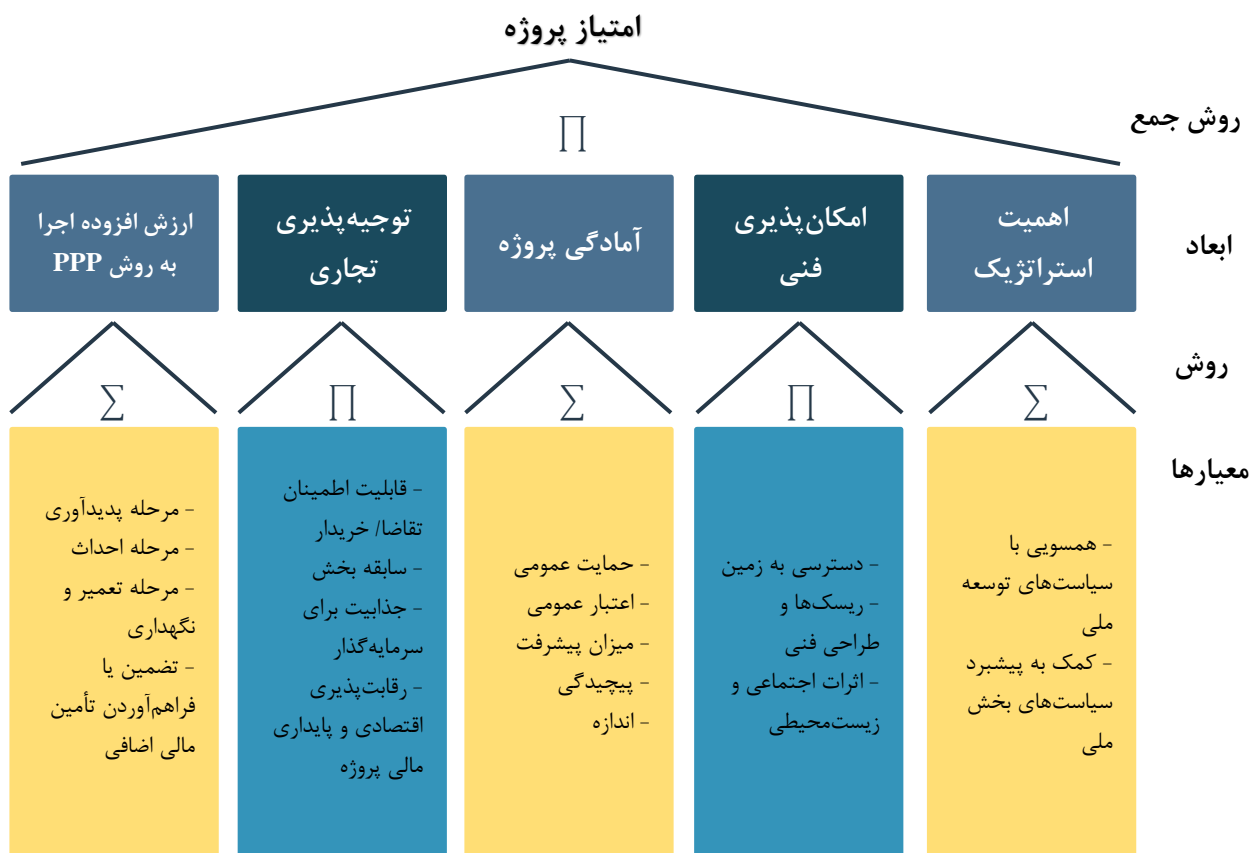 امتیاز پروژه
روش جمع
∏
ابعاد
اهمیت
استراتژیک
امکان‌پذیری
فنی
آمادگی پروژه
توجیه‌پذیری
تجاری
ارزش افزوده اجرا
به روش PPP
روش
∑
∏
∑
∏
∑
معیارها
- همسویی با
سیاست‌های توسعه
ملی
- کمک به پیشبرد
سیاست‌های بخش
ملی
- دسترسی به زمین
- ریسک‌ها و
طراحی فنی
- اثرات اجتماعی و
زیست‌محیطی
- حمایت عمومی
- اعتبار عمومی
- میزان پیشرفت
- پیچیدگی
- اندازه
- قابلیت اطمینان
تقاضا/ خریدار
- سابقه بخش
- جذابیت برای
سرمایه‌گذار
- رقابت‌پذیری
اقتصادی و پایداری
مالی پروژه
- مرحله پدیدآوری
- مرحله احداث
- مرحله تعمیر و
نگهداری
- تضمین یا
فراهم‌آوردن تأمین
مالی اضافی